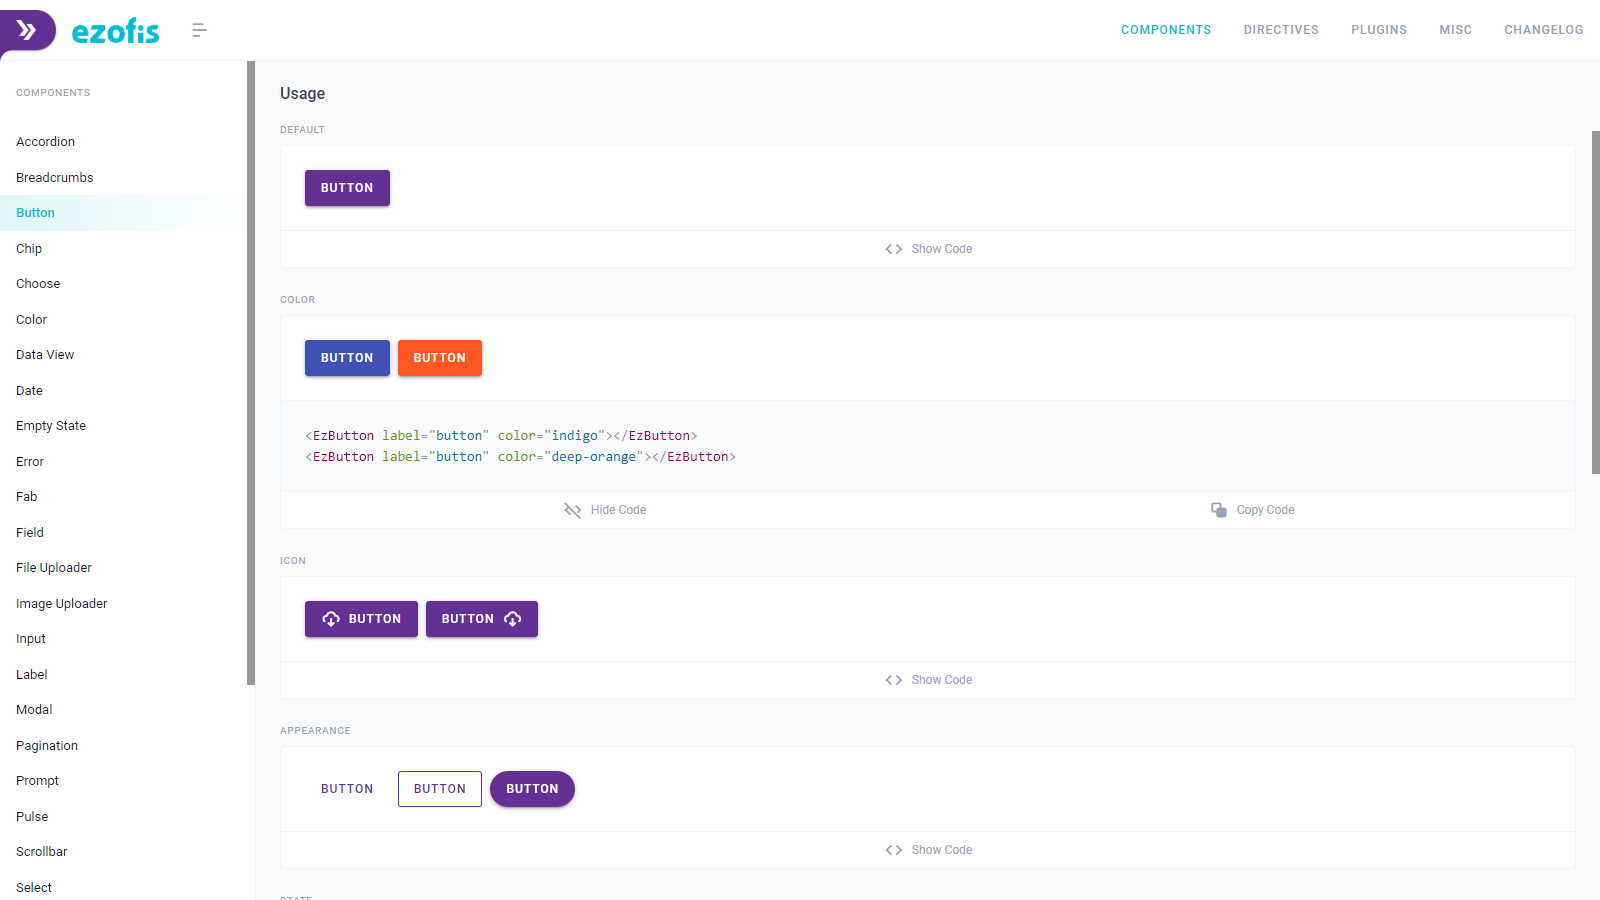 ezofis
COMPONENTS DIRECTIVES PLUGINS MISC CHANGELOG
COMPONENTS
Accordion
Breadcrumbs
Button
Chip
Choose
Color
Data View
Date
Empty State
Error
Fab
Field
File Uploader
Image Uploader
Input
Label
Modal
Pagination
Prompt
Pulse
Scrollbar
Select
Usage
DEFAULT
BUTTON
Show Code
COLOR
BUTTON BUTTON
<EzButton label="button" color="indigo"></EzButton>
<EzButton label="button" color="deep-orange"></EzButton>
Hide Code Copy Code
ICON
BUTTON BUTTON
Show Code
APPEARANCE
BUTTON BUTTON BUTTON
Show Code
STATE